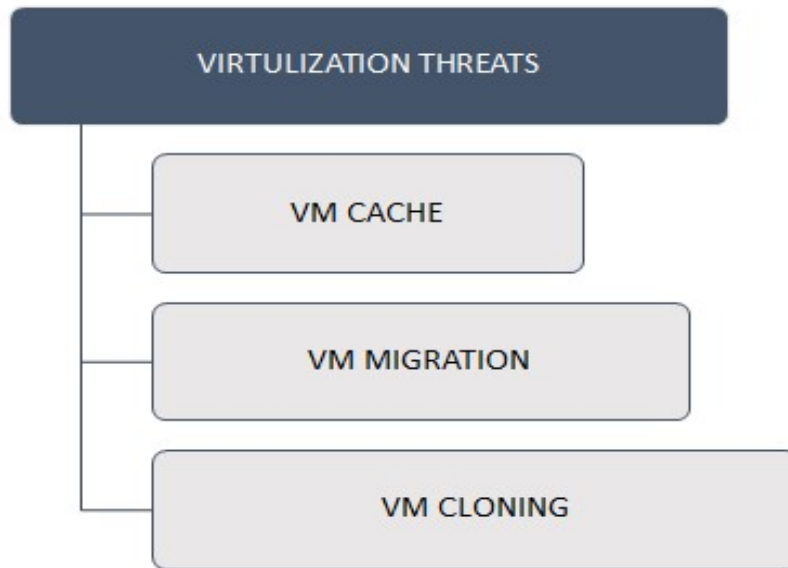 VIRTULIZATION THREATS
VM CACHE
VM MIGRATION
VM CLONING